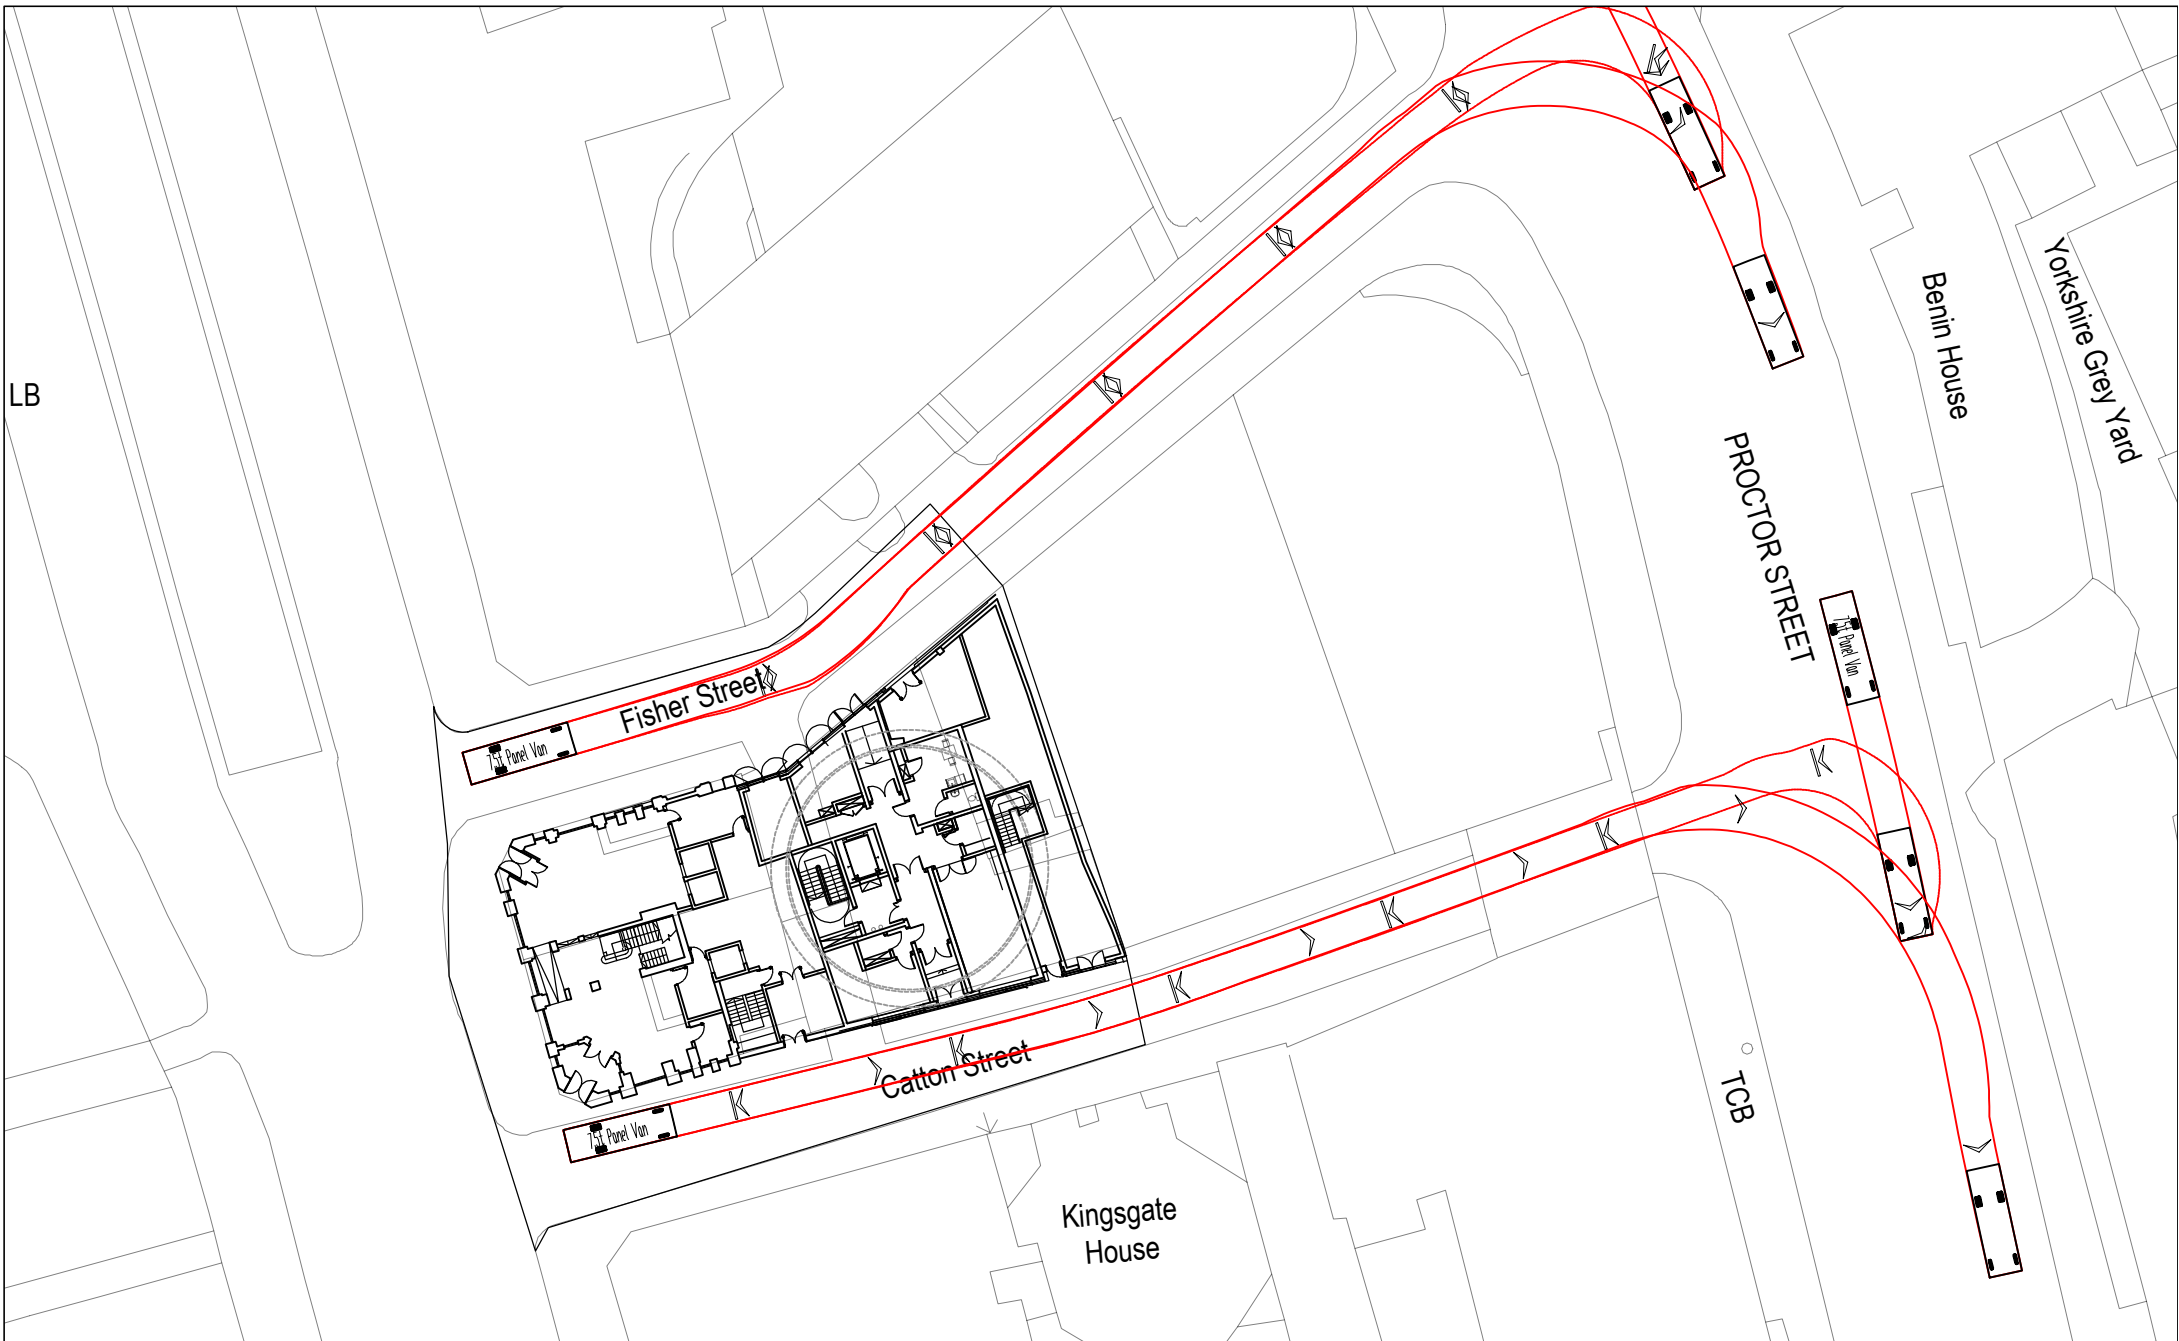 LB
Benin House
Yorkshire Grey Yard
PROCTOR STREET
7.5t Panel Van
Fisher Street
7.5t Panel Van
Catton Street
7.5t Panel Van
TCB
Kingsgate
House